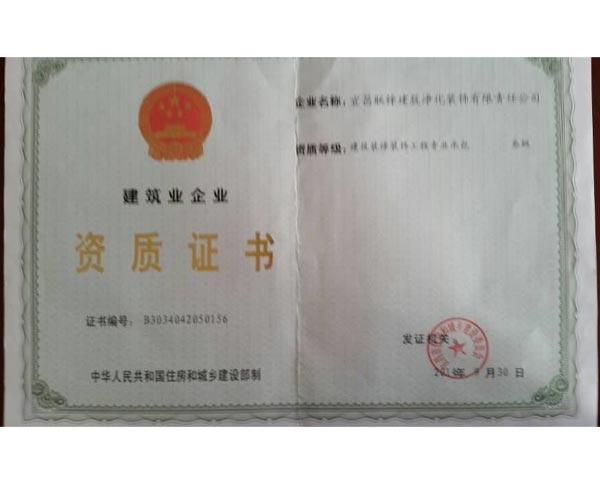 建筑业企业
资质证书
证书编号： B3034042050156
中华人民共和国住房和城乡建设部制
企业名称：宜昌 建筑净化装饰有限责任公司
资质等级：建筑装修装饰工程专业承包 叁级
发证机关
月30日